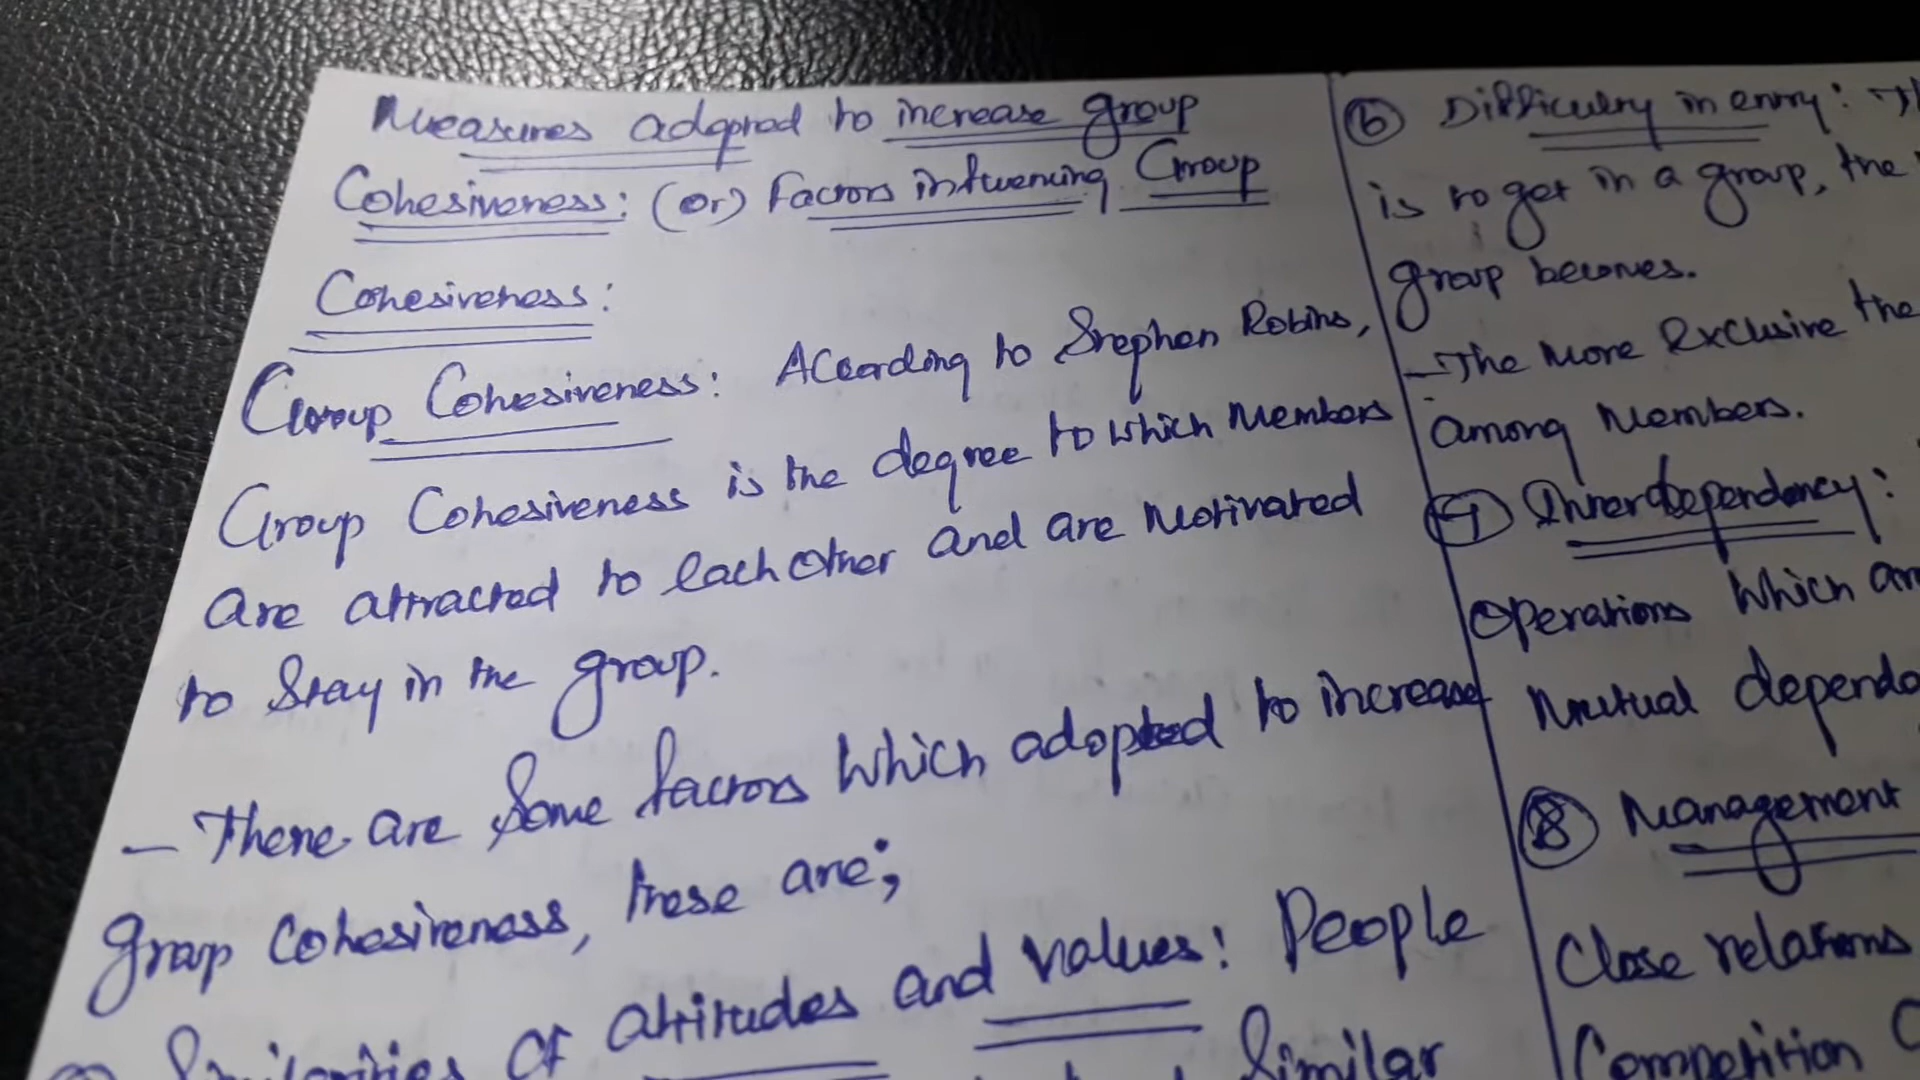 Measures adopted to increase group
Cohesiveness: (or) Factors influencing Group
Cohesiveness:
Group Cohesiveness: According to Stephen Robins,
Group Cohesiveness is the degree to which Members
are attracted to each other and are Motivated
to Stay in the group.
- There are Some factors which adopted to increase
group Cohesiveness, these are;
Similarities of attitudes and values: People
Similar
6 Difficulty in entry:
is to get in a group, the
group becomes.
- The More Exclusive the
among Members.
7 Interdependency:
Operations which
Mutual
8 Management
Close relations
Competition